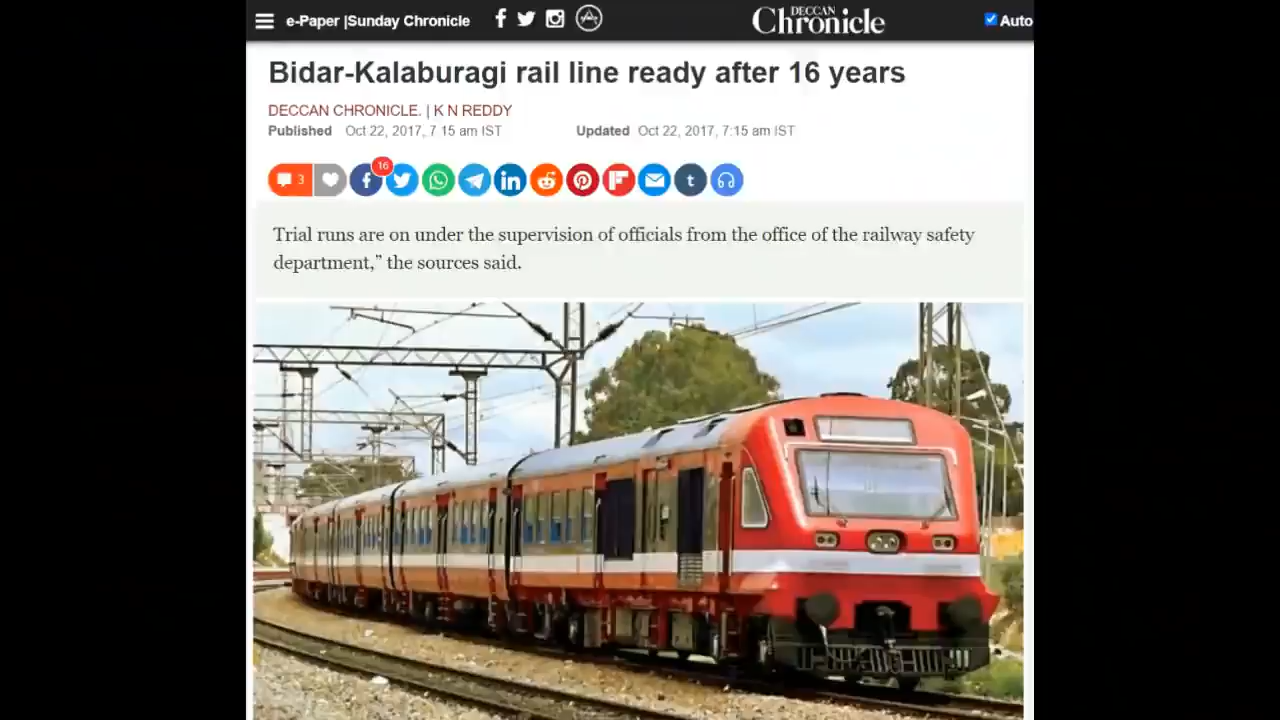 e-Paper |Sunday Chronicle
DECCAN
Chronicle
Auto
Bidar-Kalaburagi rail line ready after 16 years
DECCAN CHRONICLE. | K N REDDY
Published Oct 22, 2017, 7 15 am IST Updated Oct 22, 2017, 7:15 am IST
3
16
Trial runs are on under the supervision of officials from the office of the railway safety
department,” the sources said.